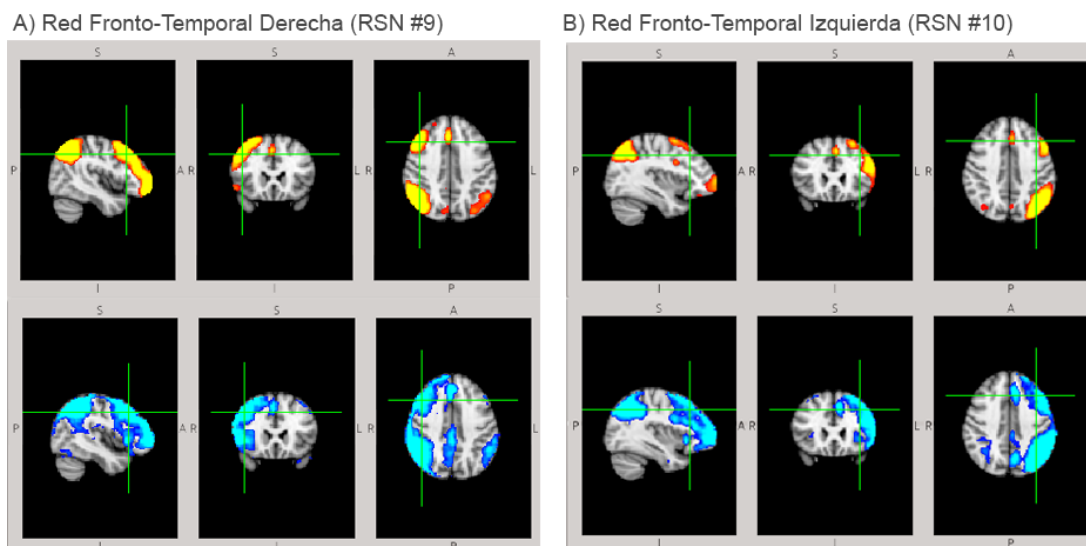 A) Red Fronto-Temporal Derecha (RSN #9)
B) Red Fronto-Temporal Izquierda (RSN #10)
S S A
P A R L R L
I I P
S S A
P A R L R L
I I P
S S A
P A R L R L
I I P
S S A
P A R L R L
I I P